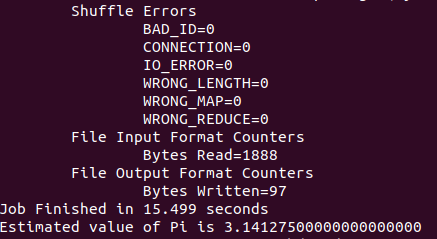 Shuffle Errors
BAD_ID=0
CONNECTION=0
IO_ERROR=0
WRONG_LENGTH=0
WRONG_MAP=0
WRONG_REDUCE=0
File Input Format Counters
Bytes Read=1888
File Output Format Counters
Bytes Written=97
Job Finished in 15.499 seconds
Estimated value of Pi is 3.14127500000000000000